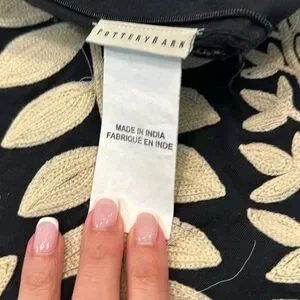 POTTERYBARN
MADE IN INDIA
FABRIQUÉ EN INDE